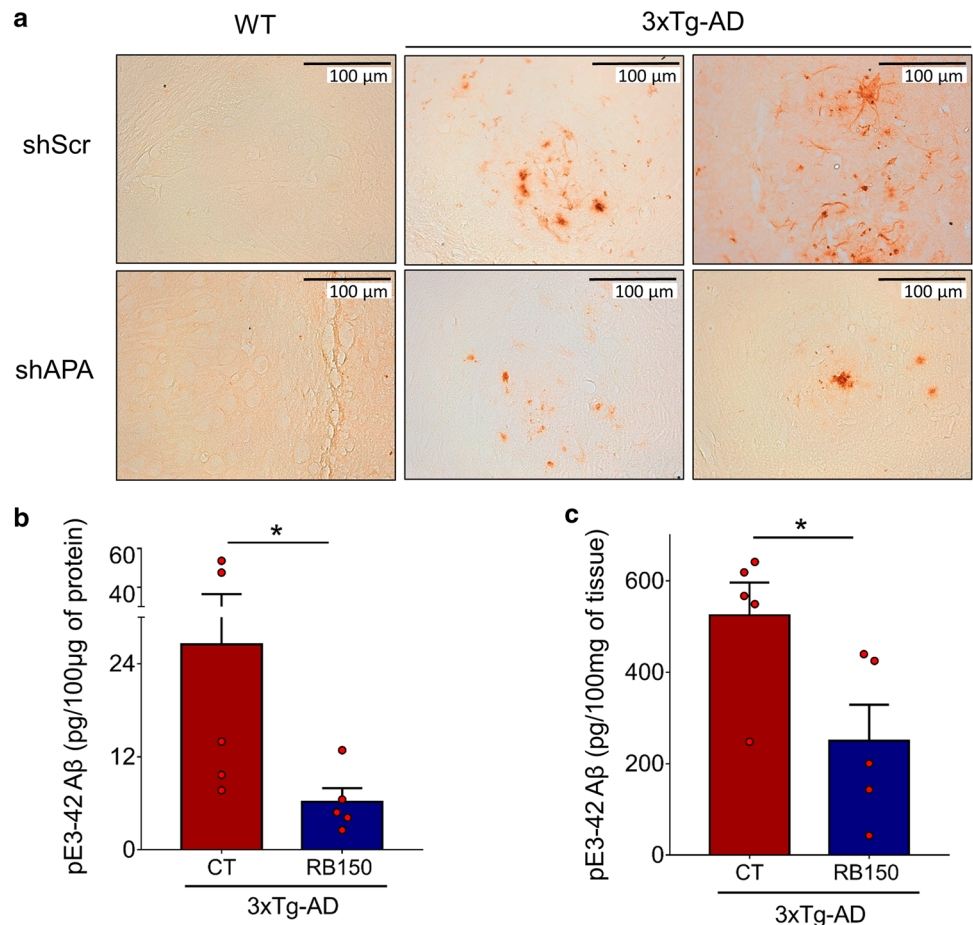 a
WT
3xTg-AD
shScr
100 µm
100 µm
100 µm
shAPA
100 µm
100 µm
100 µm
b
pE3-42 Aβ (pg/100µg of protein)
60
40
24
12
0
*
CT
RB150
3xTg-AD
c
pE3-42 Aβ (pg/100mg of tissue)
600
400
200
0
*
CT
RB150
3xTg-AD